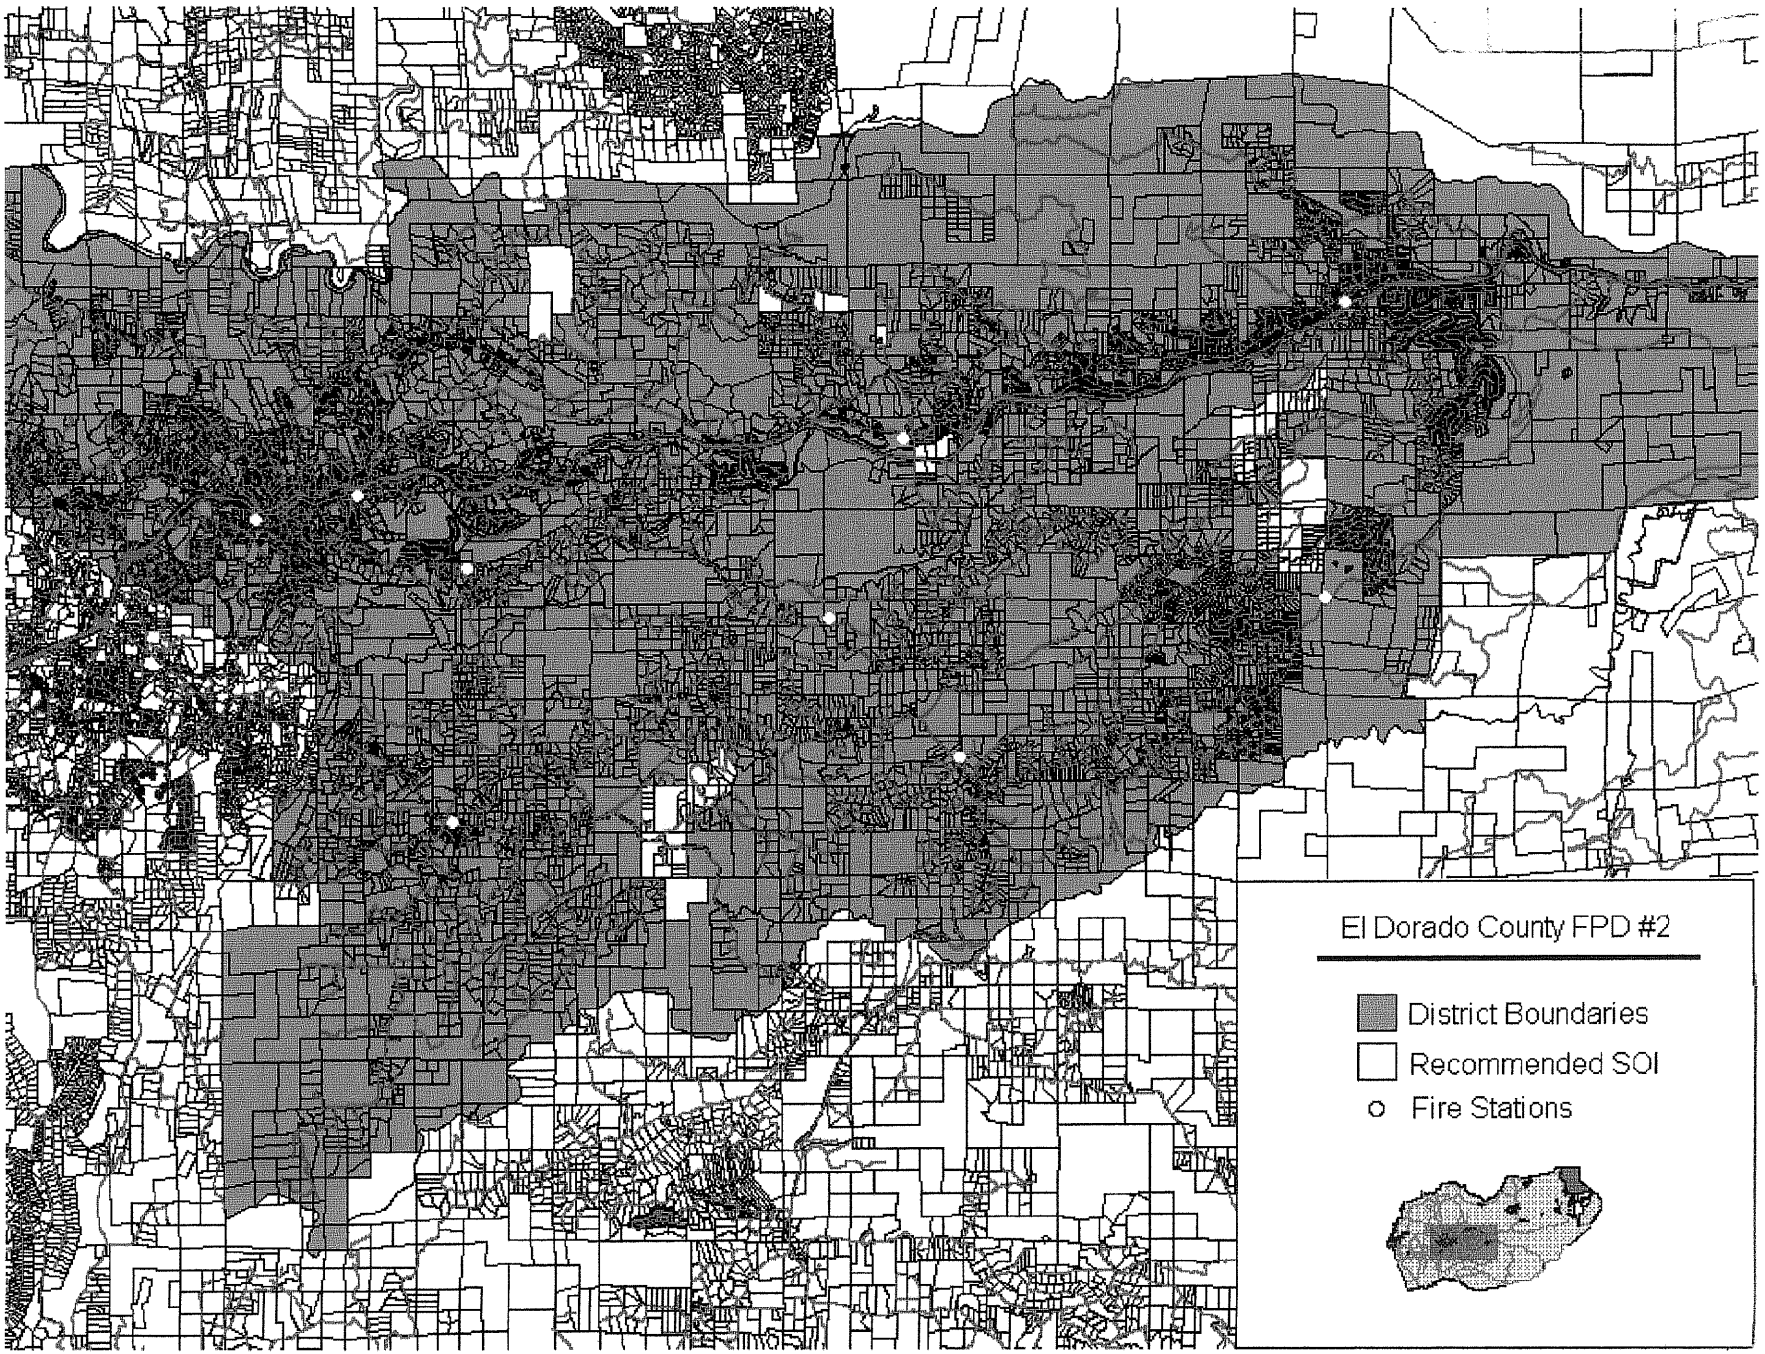 El Dorado County FPD #2
District Boundaries
Recommended SOI
Fire Stations